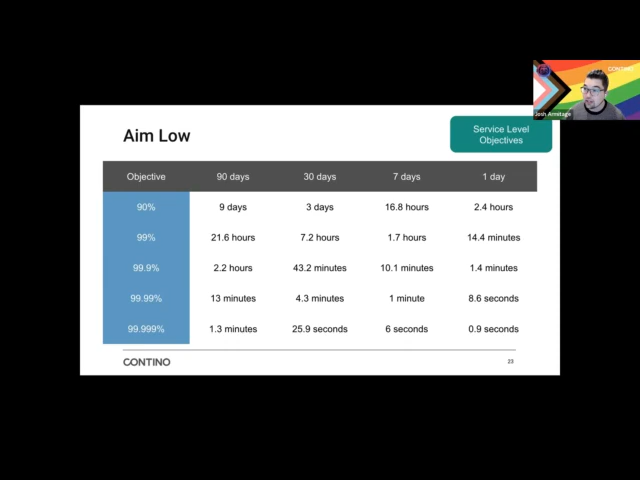 CONTINO
Josh Armitage
Aim Low
Service Level
Objectives
Objective 90 days 30 days 7 days 1 day
90% 9 days 3 days 16.8 hours 2.4 hours
99% 21.6 hours 7.2 hours 1.7 hours 14.4 minutes
99.9% 2.2 hours 43.2 minutes 10.1 minutes 1.4 minutes
99.99% 13 minutes 4.3 minutes 1 minute 8.6 seconds
99.999% 1.3 minutes 25.9 seconds 6 seconds 0.9 seconds
CONTINO 23